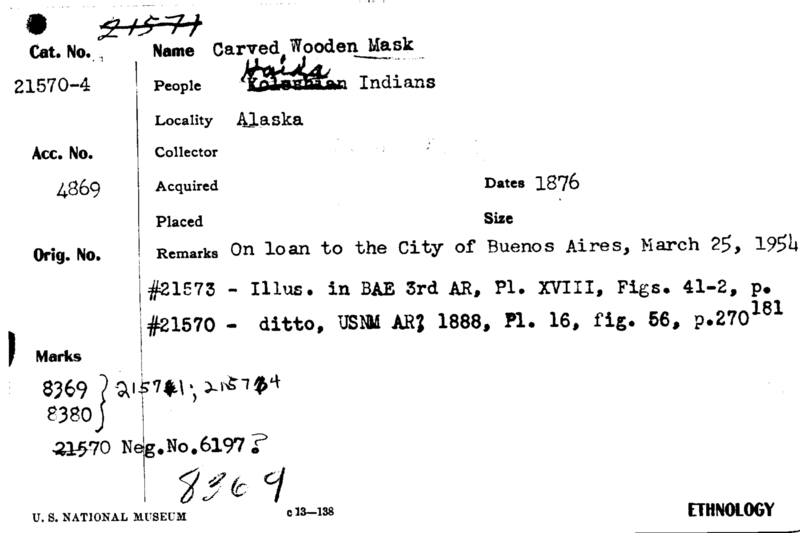 21571
Cat. No. Name Carved Wooden Mask
Haida
21570-4 People Koloshian Indians
Locality Alaska
Acc. No. Collector
4869 Acquired Dates 1876
Placed Size
Orig. No. Remarks On loan to the City of Buenos Aires, March 25, 1954
#21573 - Illus. in BAE 3rd AR, Pl. XVIII, Figs. 41-2, p.
181
#21570 - ditto, USNM AR; 1888, Pl. 16, fig. 56, p.270
Marks
8369
8380
21570 Neg.No.6197?
8369
U. S. NATIONAL MUSEUM c 13—138 ETHNOLOGY